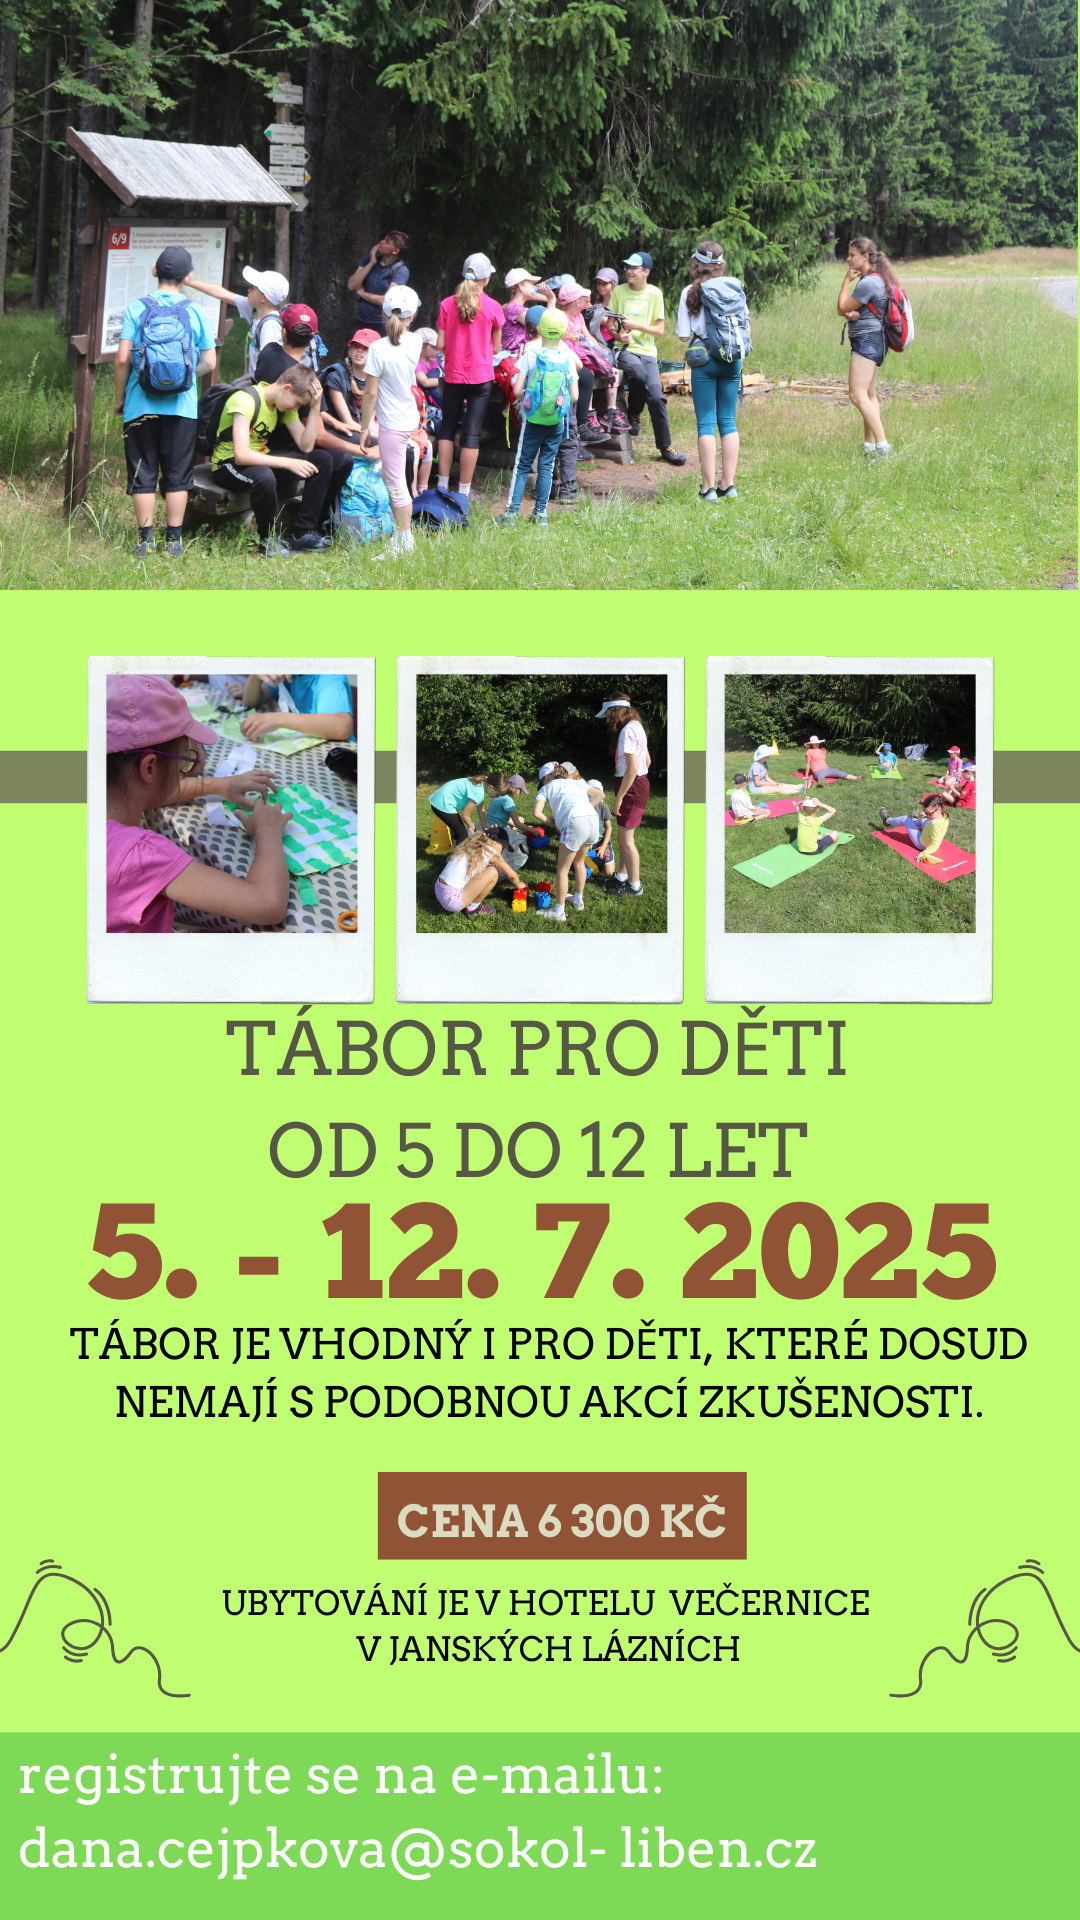 6/9
TÁBOR PRO DĚTI
OD 5 DO 12 LET
5. - 12. 7. 2025
TÁBOR JE VHODNÝ I PRO DĚTI, KTERÉ DOSUD
NEMAJÍ S PODOBNOU AKCÍ ZKUŠENOSTI.
CENA 6 300 KČ
UBYTOVÁNÍ JE V HOTELU VEČERNICE
V JANSKÝCH LÁZNÍCH
registrujte se na e-mailu:
dana.cejpkova@sokol- liben.cz